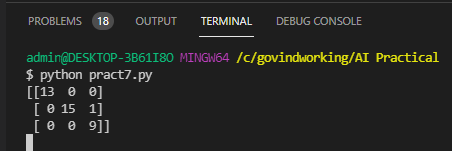 PROBLEMS 18 OUTPUT TERMINAL DEBUG CONSOLE
admin@DESKTOP-3B61I8O MINGW64 /c/govindworking/AI Practical
$ python pract7.py
[[13  0  0]
 [ 0 15  1]
 [ 0  0  9]]